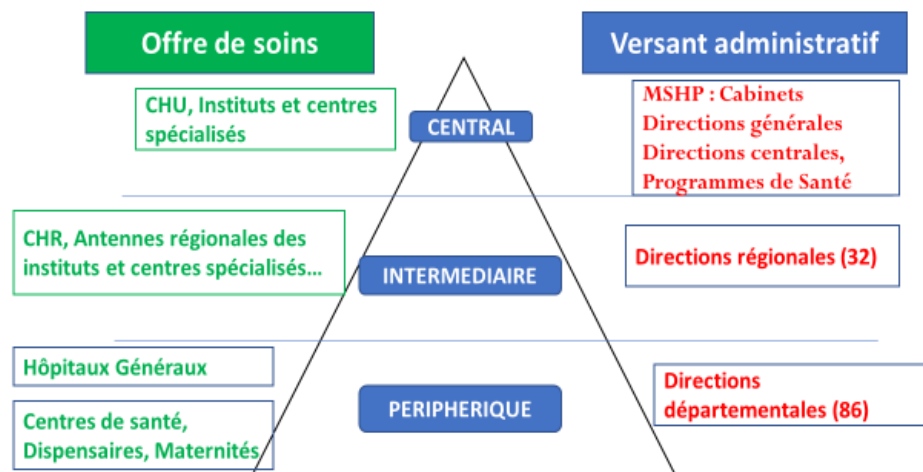 Offre de soins
Versant administratif
CHU, Instituts et centres
spécialisés
CENTRAL
MSHP : Cabinets
Directions générales
Directions centrales,
Programmes de Santé
CHR, Antennes régionales des
instituts et centres spécialisés…
INTERMEDIAIRE
Directions régionales (32)
Hôpitaux Généraux
Centres de santé,
Dispensaires, Maternités
PERIPHERIQUE
Directions
départementales (86)